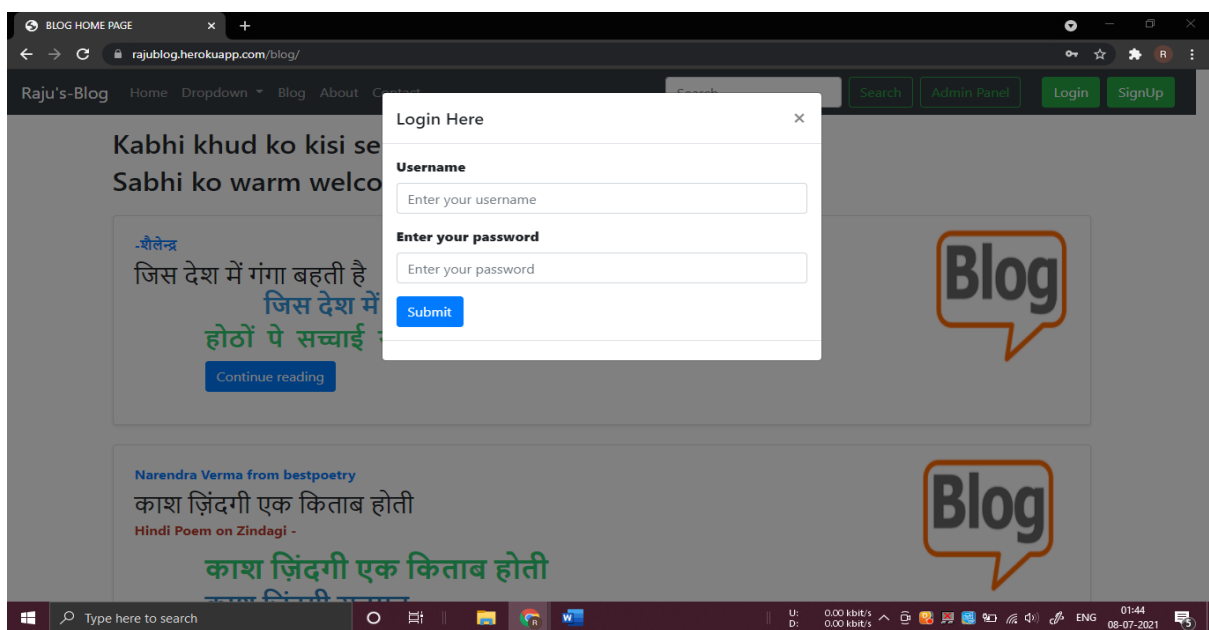 BLOG HOME PAGE
rajublog.herokuapp.com/blog/
Raju's-Blog Home Dropdown Blog About Contact Search Search Admin Panel Login SignUp
Kabhi khud ko kisi se
Sabhi ko warm welco
Login Here
Username
Enter your username
Enter your password
Enter your password
Submit
-शैलेन्द्र
जिस देश में गंगा बहती है
जिस देश में
होठों पे सच्चाई
Continue reading
Blog
Narendra Verma from bestpoetry
काश ज़िंदगी एक किताब होती
Hindi Poem on Zindagi -
काश ज़िंदगी एक किताब होती
Blog
Type here to search
U: 0.00 kbit/s
D: 0.00 kbit/s
ENG
01:44
08-07-2021